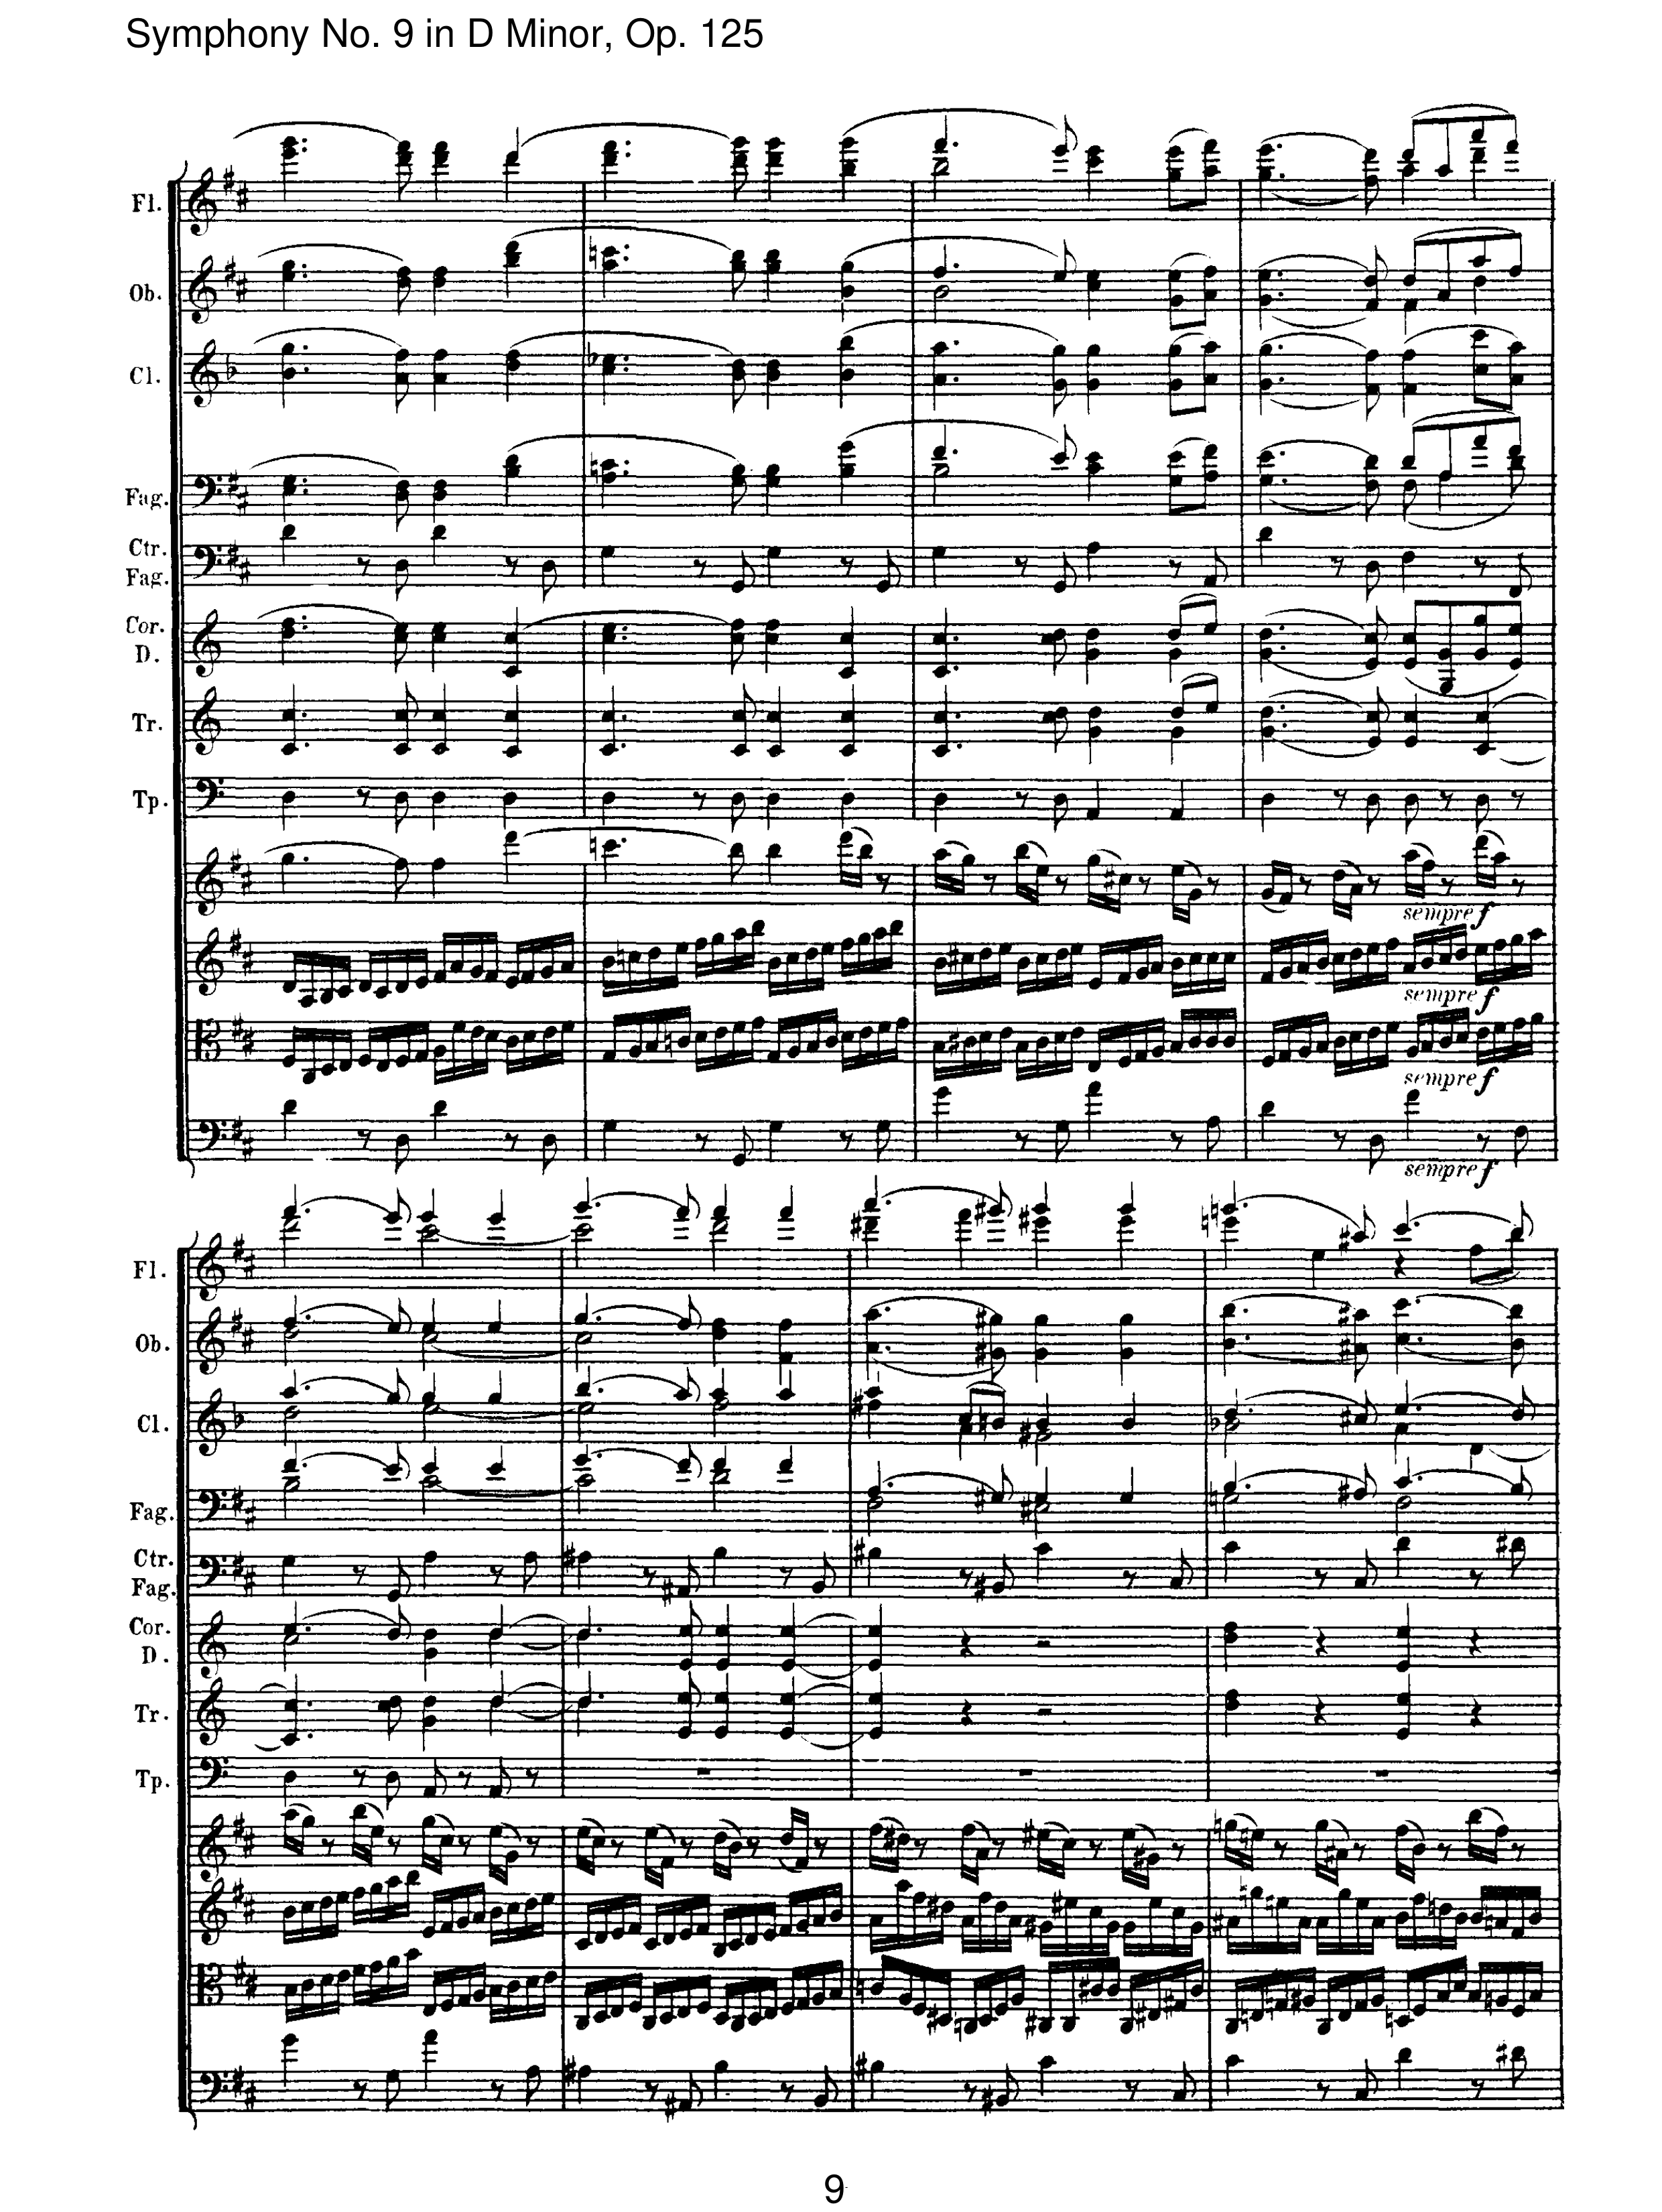 Symphony No. 9 in D Minor, Op. 125
Fl.
Ob.
Cl.
Fag.
Ctr.
Fag.
Cor.
D.
Tr.
Tp.
sempre f
sempre f
sempre f
sempre f
Fl.
Ob.
Cl.
Fag.
Ctr.
Fag.
Cor.
D.
Tr.
Tp.
9